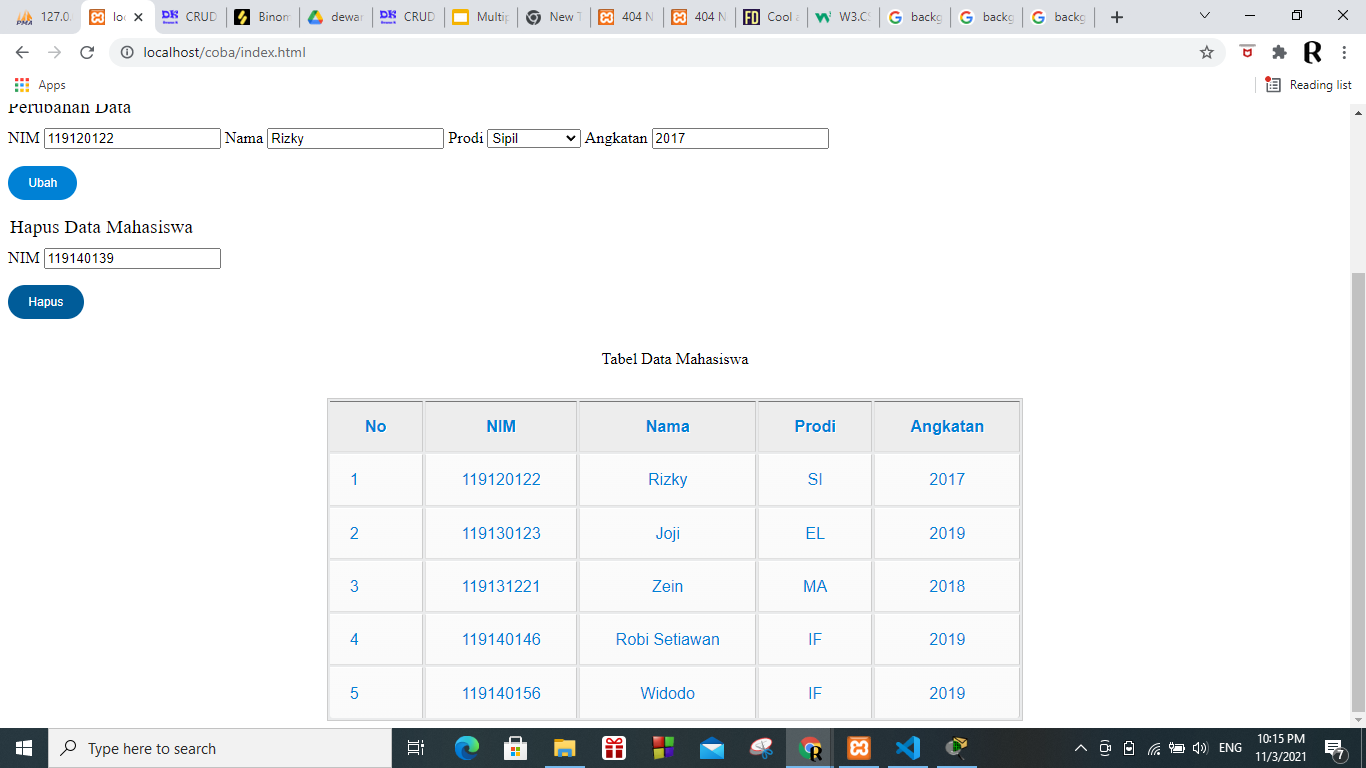 127.0. lo CRUD Binom dewan CRUD Multip New T 404 N 404 N Cool a W3.CS backg backg backg
localhost/coba/index.html
Apps Reading list
Perubahan Data
NIM 119120122 Nama Rizky Prodi Sipil Angkatan 2017
Ubah
Hapus Data Mahasiswa
NIM 119140139
Hapus
Tabel Data Mahasiswa
No NIM Nama Prodi Angkatan
1 119120122 Rizky SI 2017
2 119130123 Joji EL 2019
3 119131221 Zein MA 2018
4 119140146 Robi Setiawan IF 2019
5 119140156 Widodo IF 2019
Type here to search ENG 10:15 PM
11/3/2021 7